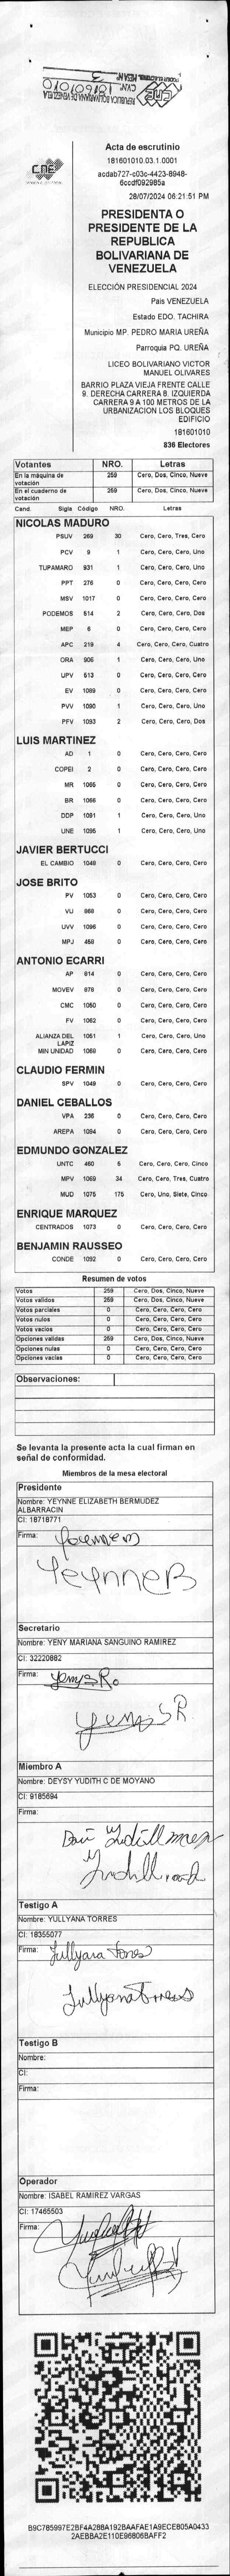 REPUBLICA BOLIVARIANA DE VENEZUELA
CNE
Acta de escrutinio
181601010.03.1.0001
acdab727-c03c-4423-8948-
6ccdf092985a
28/07/2024 06:21:51 PM
PRESIDENTA O
PRESIDENTE DE LA
REPUBLICA
BOLIVARIANA DE
VENEZUELA
ELECCIÓN PRESIDENCIAL 2024
Pais VENEZUELA
Estado EDO. TACHIRA
Municipio MP. PEDRO MARIA UREÑA
Parroquia PQ. UREÑA
LICEO BOLIVARIANO VICTOR
MANUEL OLIVARES
BARRIO PLAZA VIEJA FRENTE CALLE
9. DERECHA CARRERA 8. IZQUIERDA
CARRERA 9 A 100 METROS DE LA
URBANIZACION LOS BLOQUES
EDIFICIO
181601010
836 Electores
Votantes NRO. Letras
En la máquina de votación 259 Cero, Dos, Cinco, Nueve
En el cuaderno de votación 259 Cero, Dos, Cinco, Nueve
Cand. Sigla Código NRO. Letras
NICOLAS MADURO
PSUV 269 30 Cero, Cero, Tres, Cero
PCV 9 1 Cero, Cero, Cero, Uno
TUPAMARO 931 1 Cero, Cero, Cero, Uno
PPT 276 0 Cero, Cero, Cero, Cero
MSV 1017 0 Cero, Cero, Cero, Cero
PODEMOS 514 2 Cero, Cero, Cero, Dos
MEP 6 0 Cero, Cero, Cero, Cero
APC 219 4 Cero, Cero, Cero, Cuatro
ORA 906 1 Cero, Cero, Cero, Uno
UPV 513 0 Cero, Cero, Cero, Cero
EV 1089 0 Cero, Cero, Cero, Cero
PVV 1090 1 Cero, Cero, Cero, Uno
PFV 1093 2 Cero, Cero, Cero, Dos
LUIS MARTINEZ
AD 1 0 Cero, Cero, Cero, Cero
COPEI 2 0 Cero, Cero, Cero, Cero
MR 1065 0 Cero, Cero, Cero, Cero
BR 1066 0 Cero, Cero, Cero, Cero
DDP 1091 1 Cero, Cero, Cero, Uno
UNE 1095 1 Cero, Cero, Cero, Uno
JAVIER BERTUCCI
EL CAMBIO 1048 0 Cero, Cero, Cero, Cero
JOSE BRITO
PV 1053 0 Cero, Cero, Cero, Cero
VU 868 0 Cero, Cero, Cero, Cero
UVV 1096 0 Cero, Cero, Cero, Cero
MPJ 459 0 Cero, Cero, Cero, Cero
ANTONIO ECARRI
AP 814 0 Cero, Cero, Cero, Cero
MOVEV 878 0 Cero, Cero, Cero, Cero
CMC 1050 0 Cero, Cero, Cero, Cero
FV 1082 0 Cero, Cero, Cero, Cero
ALIANZA DEL LAPIZ 1051 1 Cero, Cero, Cero, Uno
MIN UNIDAD 1068 0 Cero, Cero, Cero, Cero
CLAUDIO FERMIN
SPV 1049 0 Cero, Cero, Cero, Cero
DANIEL CEBALLOS
VPA 236 0 Cero, Cero, Cero, Cero
AREPA 1094 0 Cero, Cero, Cero, Cero
EDMUNDO GONZALEZ
UNTC 460 5 Cero, Cero, Cero, Cinco
MPV 1069 34 Cero, Cero, Tres, Cuatro
MUD 1075 175 Cero, Uno, Siete, Cinco
ENRIQUE MARQUEZ
CENTRADOS 1073 0 Cero, Cero, Cero, Cero
BENJAMIN RAUSSEO
CONDE 1092 0 Cero, Cero, Cero, Cero
Resumen de votos
Votos 259 Cero, Dos, Cinco, Nueve
Votos validos 259 Cero, Dos, Cinco, Nueve
Votos parciales 0 Cero, Cero, Cero, Cero
Votos nulos 0 Cero, Cero, Cero, Cero
Votos vacios 0 Cero, Cero, Cero, Cero
Opciones validas 259 Cero, Dos, Cinco, Nueve
Opciones nulas 0 Cero, Cero, Cero, Cero
Opciones vacias 0 Cero, Cero, Cero, Cero
Observaciones:
Se levanta la presente acta la cual firman en
señal de conformidad.
Miembros de la mesa electoral
Presidente
Nombre: YEYNNE ELIZABETH BERMUDEZ
ALBARRACIN
CI: 18718771
Firma:
YeynneB
Secretario
Nombre: YENY MARIANA SANGUINO RAMIREZ
CI: 32220882
Firma: YenySR.
YenySR.
Miembro A
Nombre: DEYSY YUDITH C DE MOYANO
CI: 9185694
Firma:
Testigo A
Nombre: YULLYANA TORRES
CI: 18355077
Firma: Yullyana Torres
Yullyana Torres
Testigo B
Nombre:
CI:
Firma:
Operador
Nombre: ISABEL RAMIREZ VARGAS
CI: 17465503
Firma:
B9C785997E2BF4A288A192BAAFAE1A9ECE805A0433
2AEBBA2E110E96806BAFF2